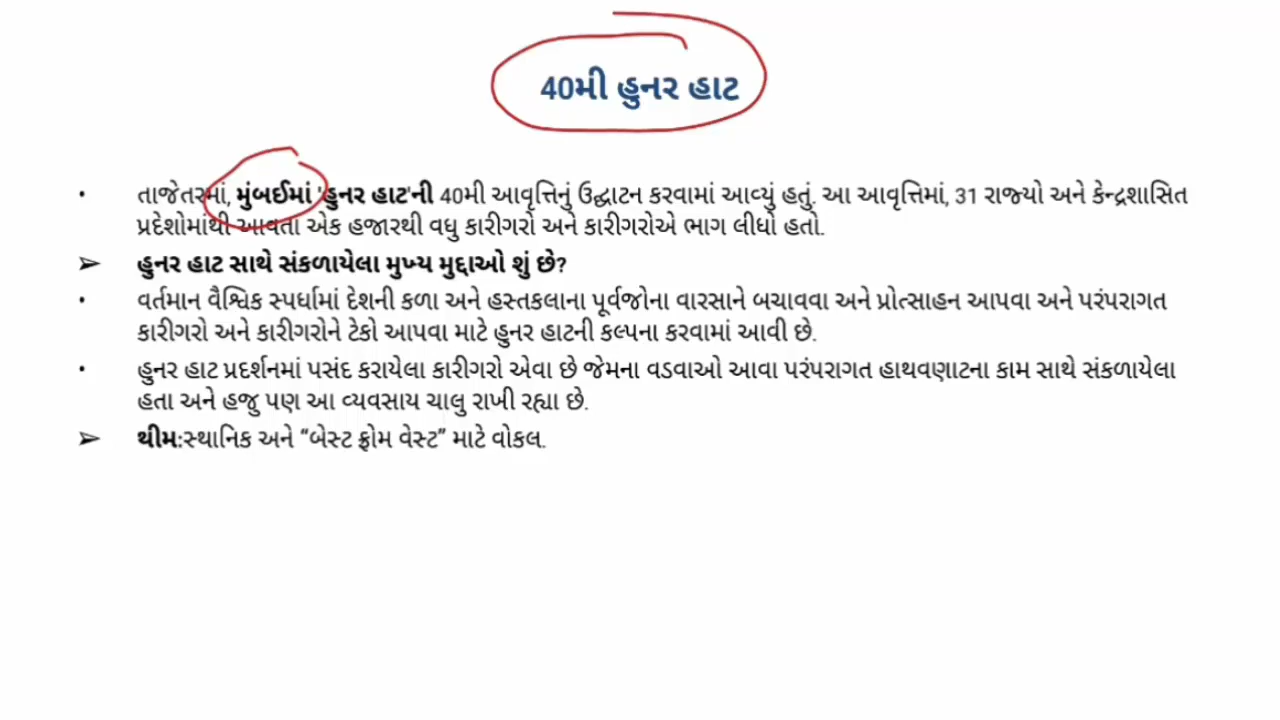 40મી હુનર હાટ
• તાજેતરમાં, મુંબઈમાં 'હુનર હાટ'ની 40મી આવૃત્તિનું ઉદ્ઘાટન કરવામાં આવ્યું હતું. આ આવૃત્તિમાં, 31 રાજ્યો અને કેન્દ્રશાસિત
પ્રદેશોમાંથી આવતા એક હજારથી વધુ કારીગરો અને કારીગરોએ ભાગ લીધો હતો.
➢ હુનર હાટ સાથે સંકળાયેલા મુખ્ય મુદ્દાઓ શું છે?
• વર્તમાન વૈશ્વિક સ્પર્ધામાં દેશની કળા અને હસ્તકલાના પૂર્વજોના વારસાને બચાવવા અને પ્રોત્સાહન આપવા અને પરંપરાગત
કારીગરો અને કારીગરોને ટેકો આપવા માટે હુનર હાટની કલ્પના કરવામાં આવી છે.
• હુનર હાટ પ્રદર્શનમાં પસંદ કરાયેલા કારીગરો એવા છે જેમના વડવાઓ આવા પરંપરાગત હાથવણાટના કામ સાથે સંકળાયેલા
હતા અને હજુ પણ આ વ્યવસાય ચાલુ રાખી રહ્યા છે.
➢ થીમ:સ્થાનિક અને “બેસ્ટ ફ્રોમ વેસ્ટ” માટે વોકલ.